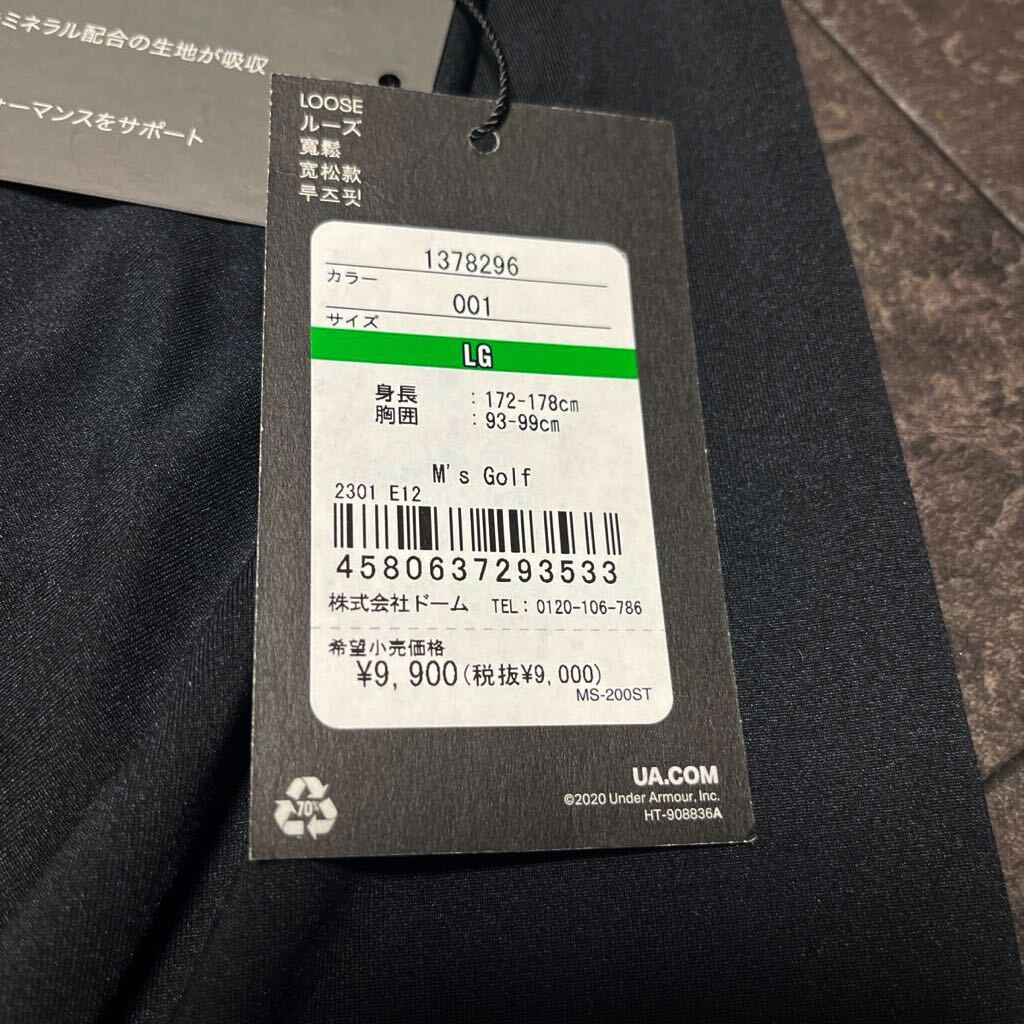 ミネラル配合の生地が吸収
ォーマンスをサポート
LOOSE
ルーズ
寬鬆
宽松款
루즈핏
1378296
カラー
001
サイズ
LG
身長 : 172-178cm
胸囲 : 93-99cm
M's Golf
2301 E12
4580637293533
株式会社ドーム TEL: 0120-106-786
希望小売価格
¥9,900(税抜¥9,000)
MS-200ST
70%
UA.COM
©2020 Under Armour, Inc.
HT-908836A